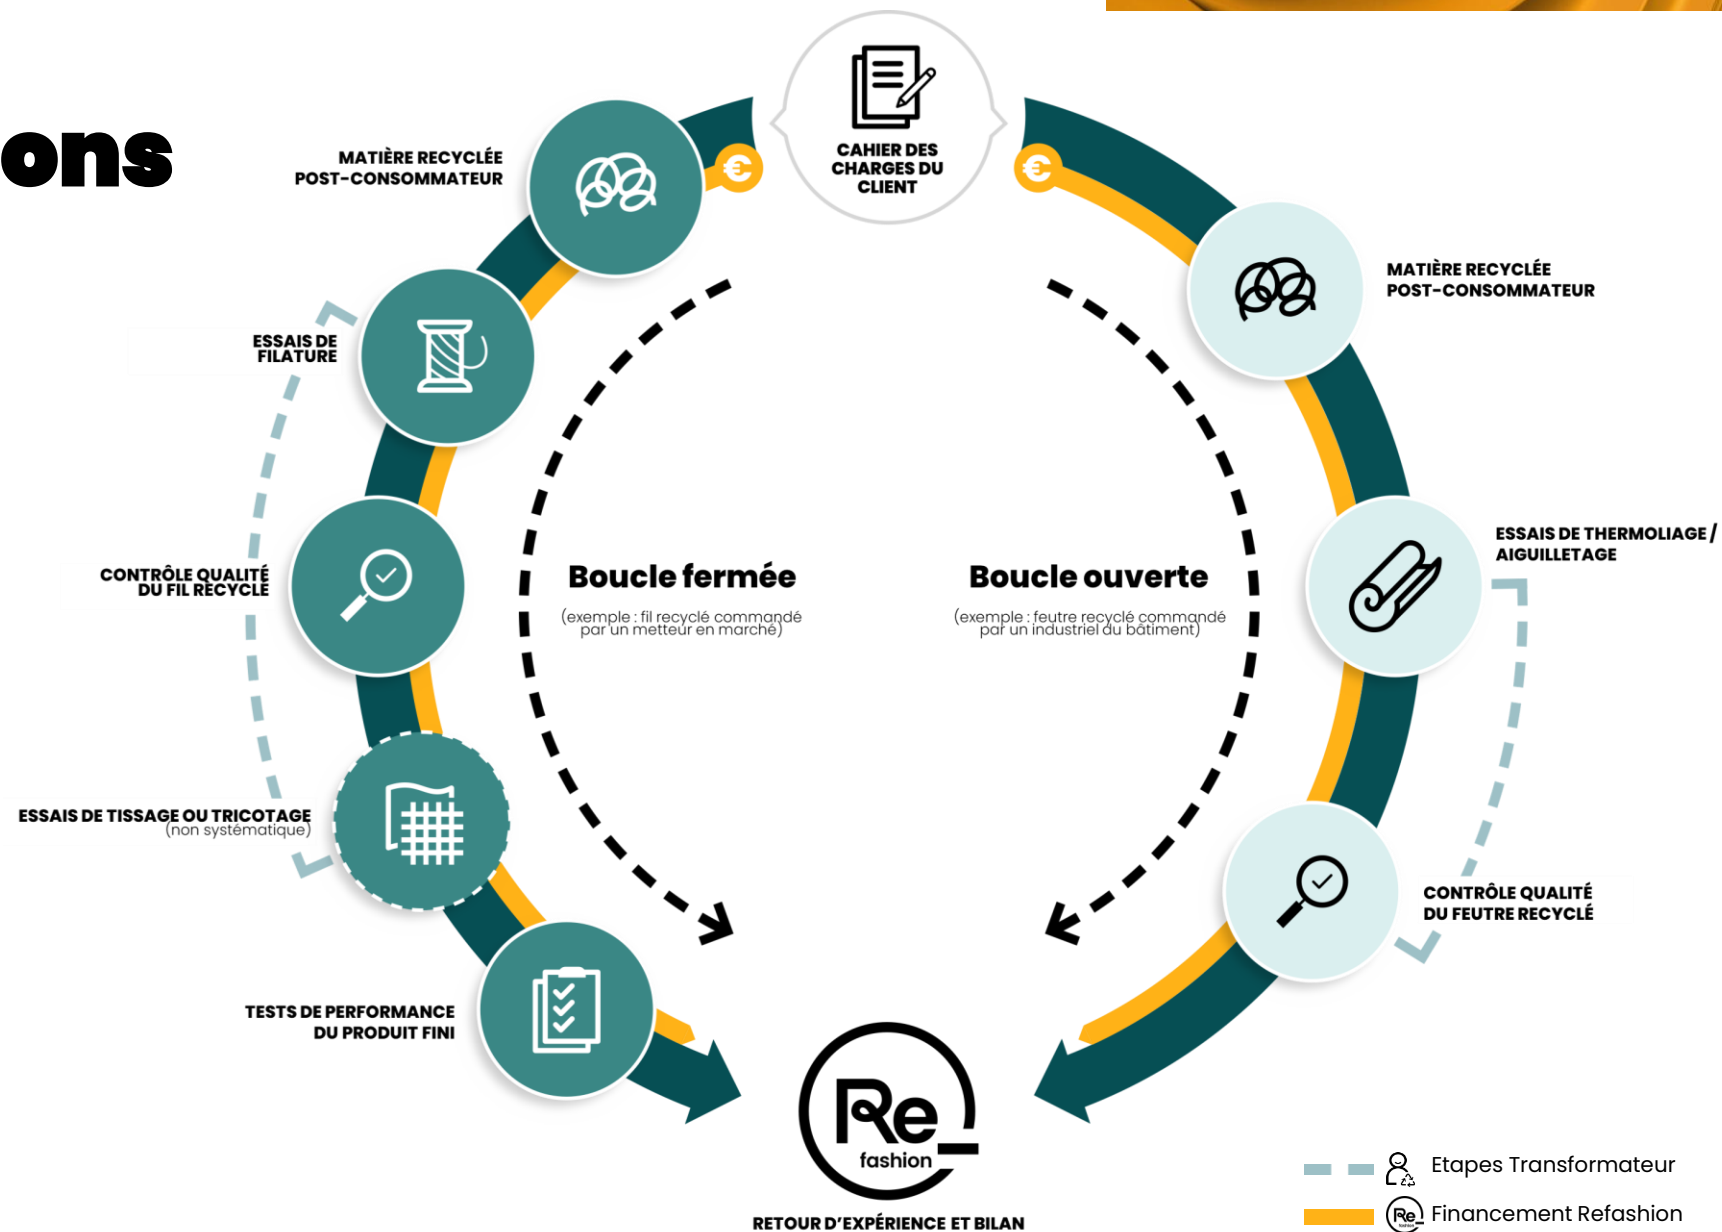 ons
CAHIER DES
CHARGES DU
CLIENT
€
€
MATIÈRE RECYCLÉE
POST-CONSOMMATEUR
ESSAIS DE
FILATURE
CONTRÔLE QUALITÉ
DU FIL RECYCLÉ
ESSAIS DE TISSAGE OU TRICOTAGE
(non systématique)
TESTS DE PERFORMANCE
DU PRODUIT FINI
Boucle fermée
(exemple : fil recyclé commandé
par un metteur en marché)
Boucle ouverte
(exemple : feutre recyclé commandé
par un industriel du bâtiment)
MATIÈRE RECYCLÉE
POST-CONSOMMATEUR
ESSAIS DE THERMOLIAGE /
AIGUILLETAGE
CONTRÔLE QUALITÉ
DU FEUTRE RECYCLÉ
Re_
fashion
RETOUR D'EXPÉRIENCE ET BILAN
Etapes Transformateur
Re_
fashion
Financement Refashion